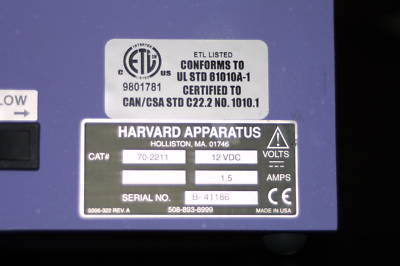 ETL LISTED
CONFORMS TO
UL STD 61010A-1
CERTIFIED TO
CAN/CSA STD C22.2 NO. 1010.1
INTERTEK
ETL
C US
9801781
LOW
HARVARD APPARATUS
HOLLISTON, MA. 01746
CAT# 70-2211 12 VDC VOLTS
1.5 AMPS
SERIAL NO. B-41186 CE
5006-322 REV. A 508-893-8999 MADE IN USA